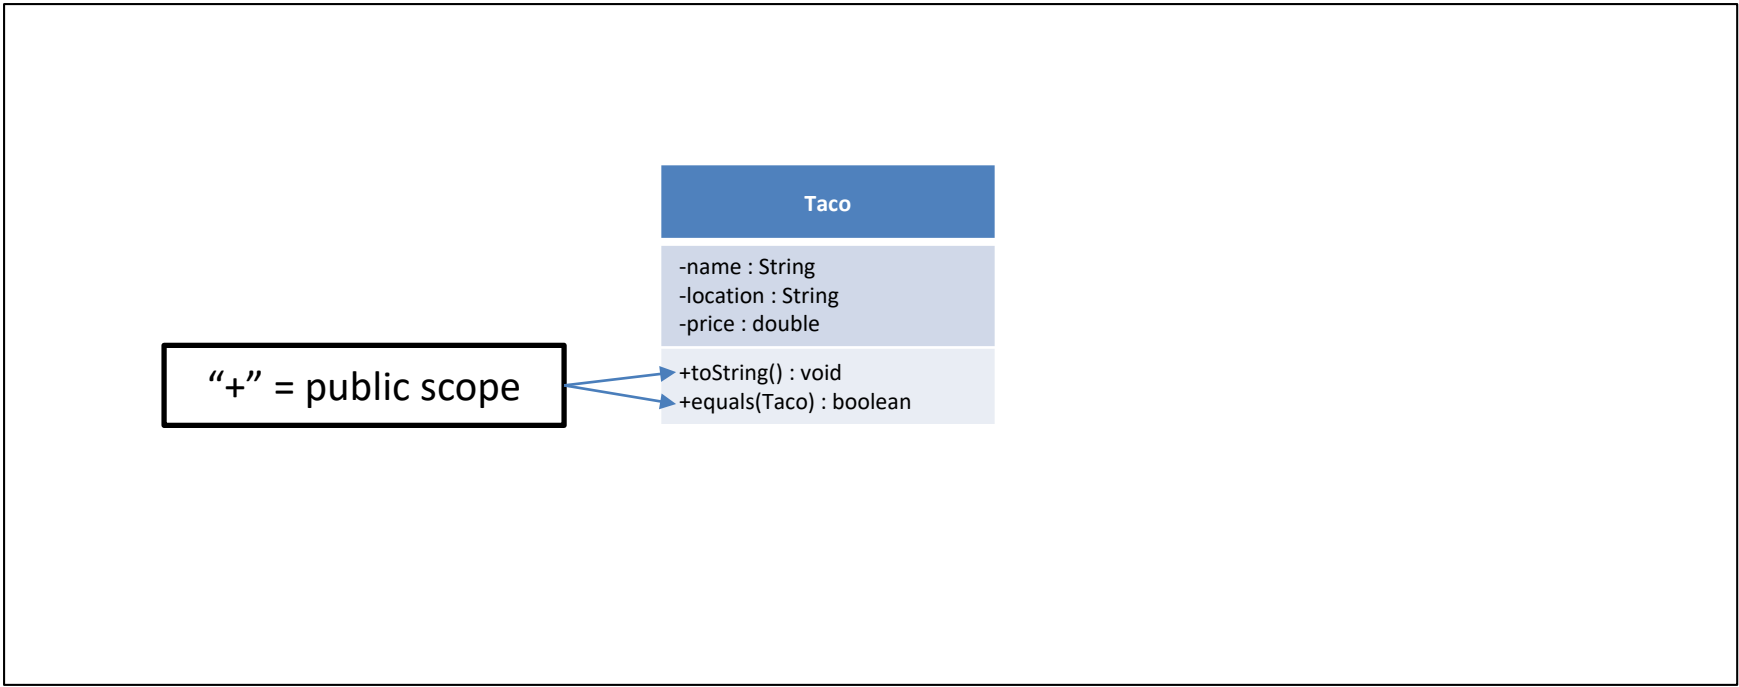 Taco
-name : String
-location : String
-price : double
“+” = public scope
+toString() : void
+equals(Taco) : boolean